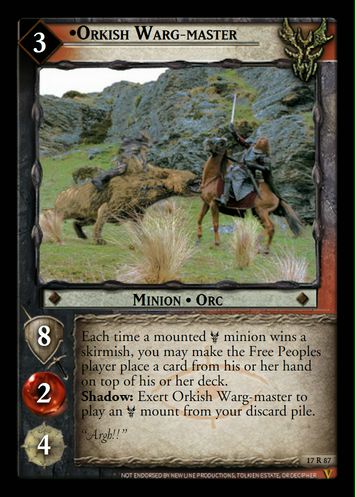 3
•Orkish Warg-master
Minion • Orc
8
2
4
Each time a mounted minion wins a
skirmish, you may make the Free Peoples
player place a card from his or her hand
on top of his or her deck.
Shadow: Exert Orkish Warg-master to
play an mount from your discard pile.
"Argh!!"
17 R 87
NOT ENDORSED BY NEW LINE PRODUCTIONS, TOLKIEN ESTATE, OR DECIPHER
V